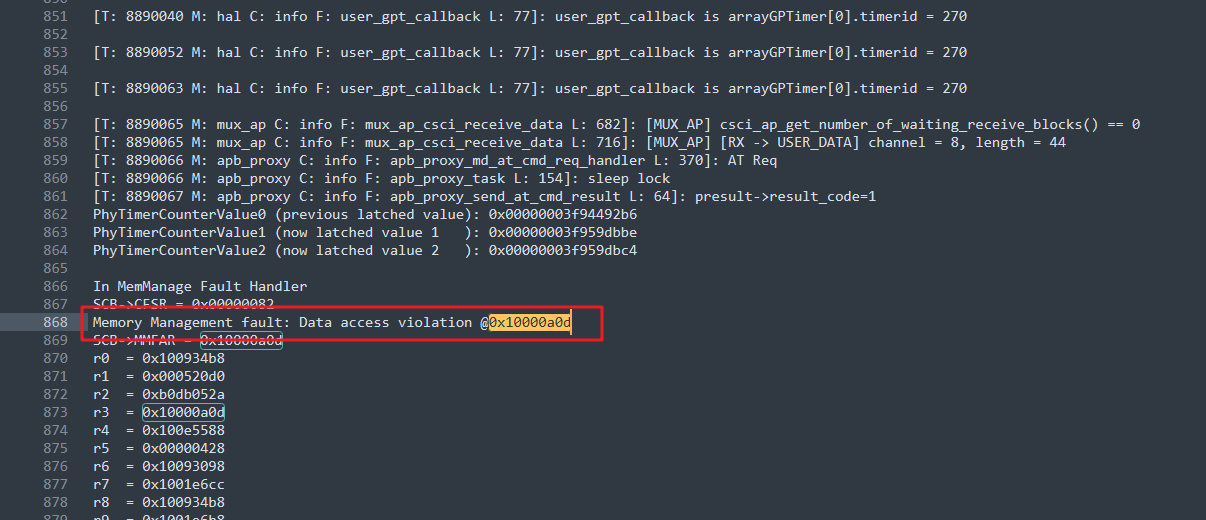 851 [T: 8890040 M: hal C: info F: user_gpt_callback L: 77]: user_gpt_callback is arrayGPTimer[0].timerid = 270
852
853 [T: 8890052 M: hal C: info F: user_gpt_callback L: 77]: user_gpt_callback is arrayGPTimer[0].timerid = 270
854
855 [T: 8890063 M: hal C: info F: user_gpt_callback L: 77]: user_gpt_callback is arrayGPTimer[0].timerid = 270
856
857 [T: 8890065 M: mux_ap C: info F: mux_ap_csci_receive_data L: 682]: [MUX_AP] csci_ap_get_number_of_waiting_receive_blocks() == 0
858 [T: 8890065 M: mux_ap C: info F: mux_ap_csci_receive_data L: 716]: [MUX_AP] [RX -> USER_DATA] channel = 8, length = 44
859 [T: 8890066 M: apb_proxy C: info F: apb_proxy_md_at_cmd_req_handler L: 370]: AT Req
860 [T: 8890066 M: apb_proxy C: info F: apb_proxy_task L: 154]: sleep lock
861 [T: 8890067 M: apb_proxy C: info F: apb_proxy_send_at_cmd_result L: 64]: presult->result_code=1
862 PhyTimerCounterValue0 (previous latched value): 0x00000003f94492b6
863 PhyTimerCounterValue1 (now latched value 1   ): 0x00000003f959dbbe
864 PhyTimerCounterValue2 (now latched value 2   ): 0x00000003f959dbc4
865
866 In MemManage Fault Handler
867 SCB->CFSR = 0x00000082
868 Memory Management fault: Data access violation @0x10000a0d
869 SCB->MMFAR = 0x10000a0d
870 r0  = 0x100934b8
871 r1  = 0x000520d0
872 r2  = 0xb0db052a
873 r3  = 0x10000a0d
874 r4  = 0x100e5588
875 r5  = 0x00000428
876 r6  = 0x10093098
877 r7  = 0x1001e6cc
878 r8  = 0x100934b8